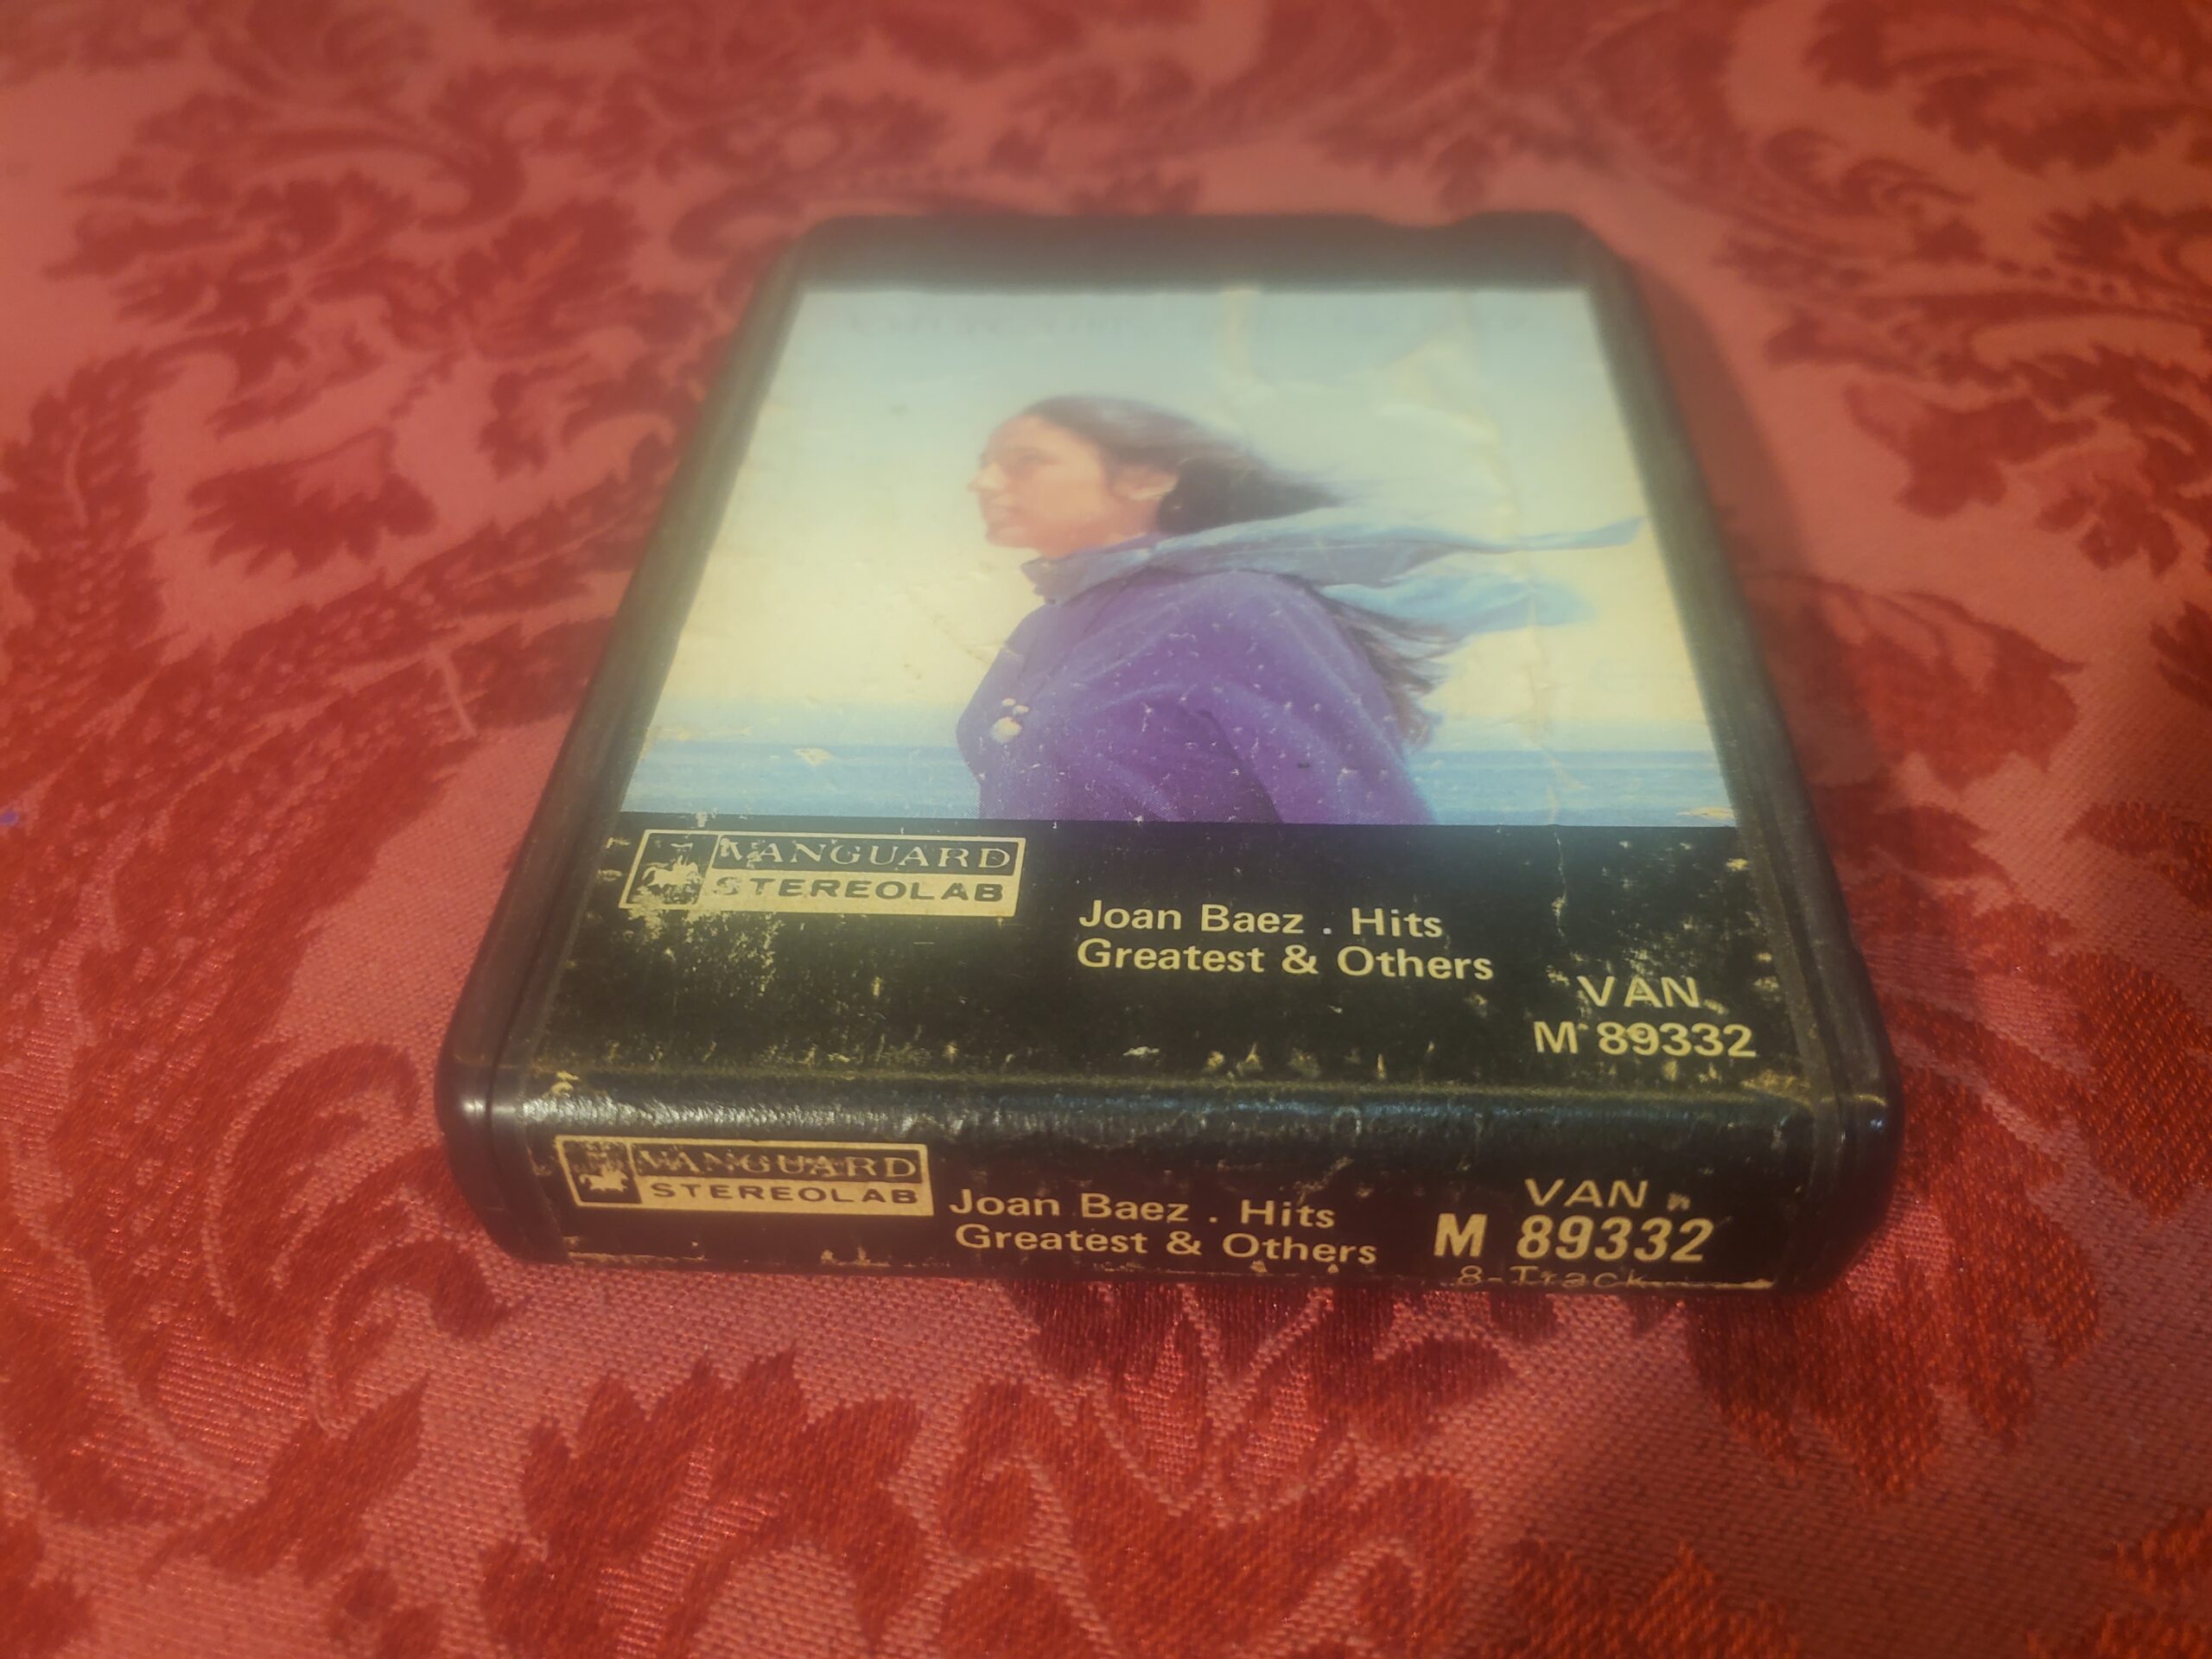 VANGUARD
STEREOLAB
Joan Baez . Hits
Greatest & Others
VAN
M 89332
VANGUARD
STEREOLAB
Joan Baez . Hits
Greatest & Others
VAN
M 89332
8-Track